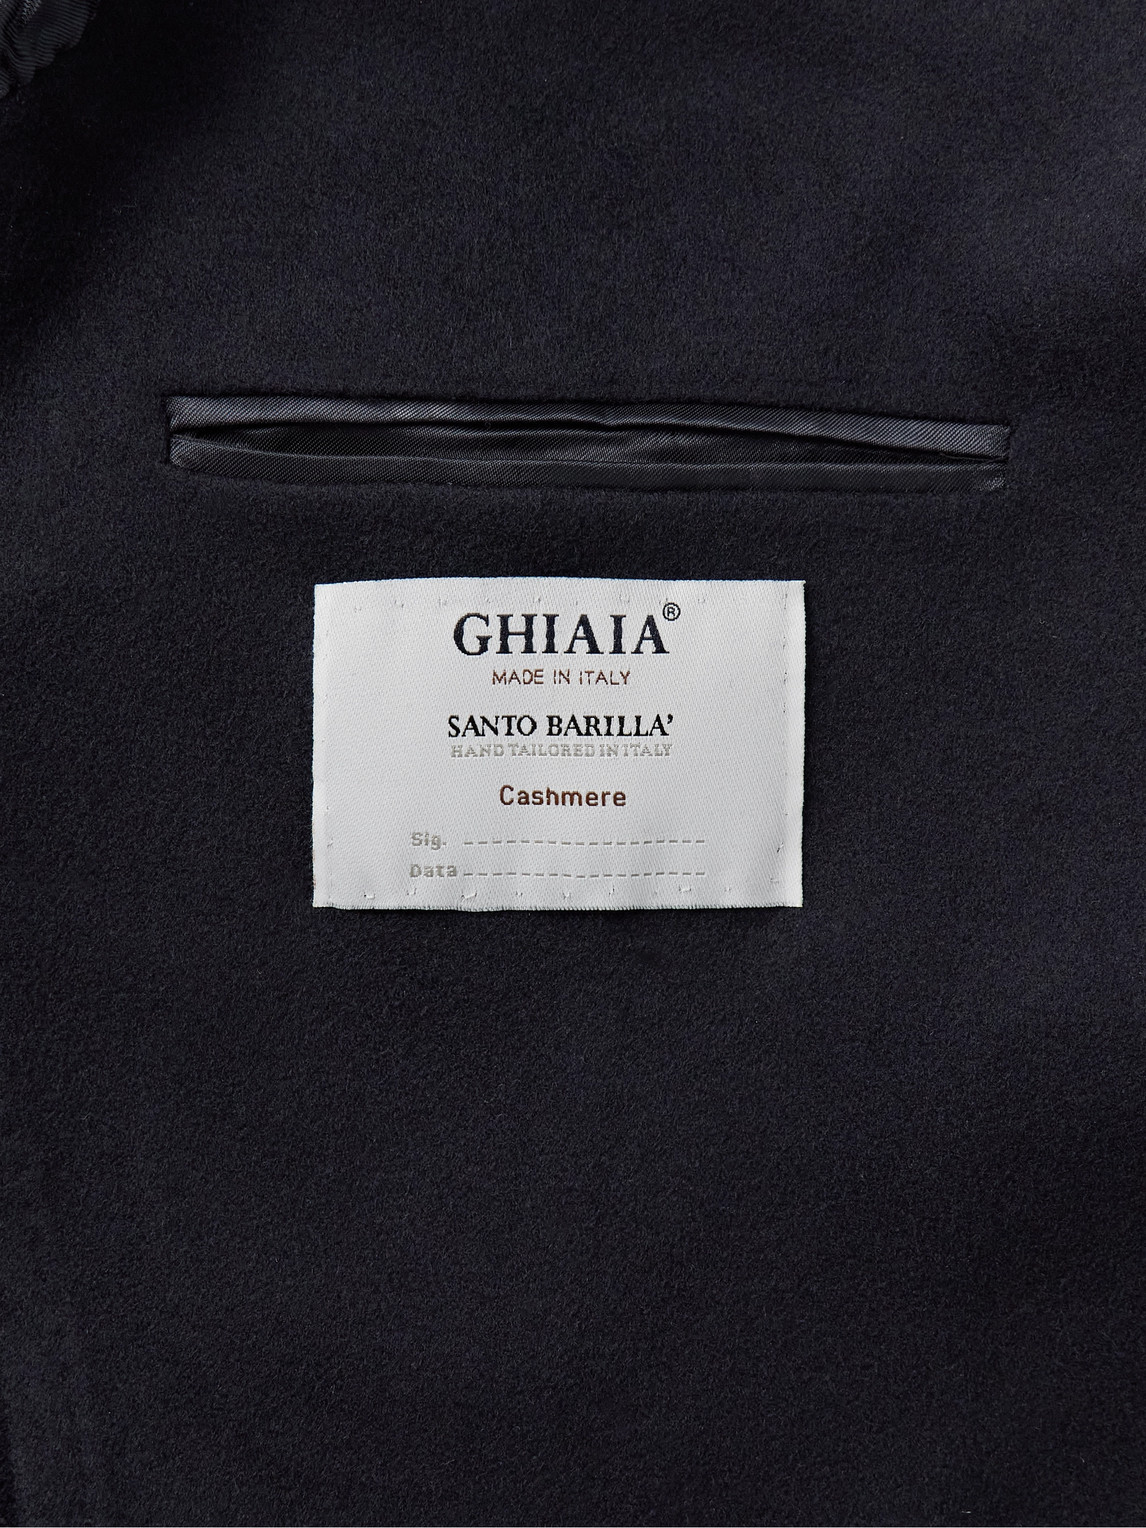 GHIAIA®
MADE IN ITALY
SANTO BARILLA'
HAND TAILORED IN ITALY
Cashmere
Sig. ------------------
Data ------------------